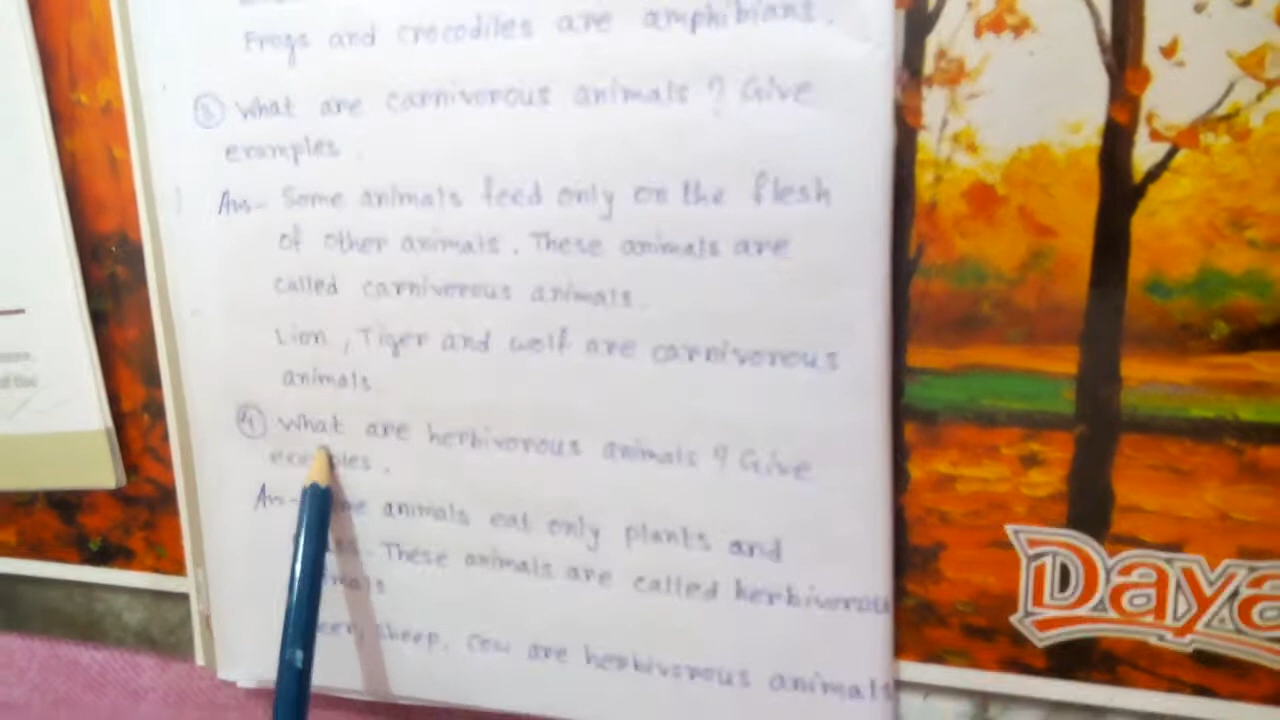 Frogs and crocodiles are amphibians.
③ What are carnivorous animals? Give
examples.
Ans- Some animals feed only on the flesh
of other animals. These animals are
called carnivorous animals.
Lion, Tiger and wolf are carnivorous
animals
④ What are herbivorous animals? Give
examples.
Ans- animals eat only plants and
These animals are called herbivorous
sheep, cow are herbivorous animals
Daya